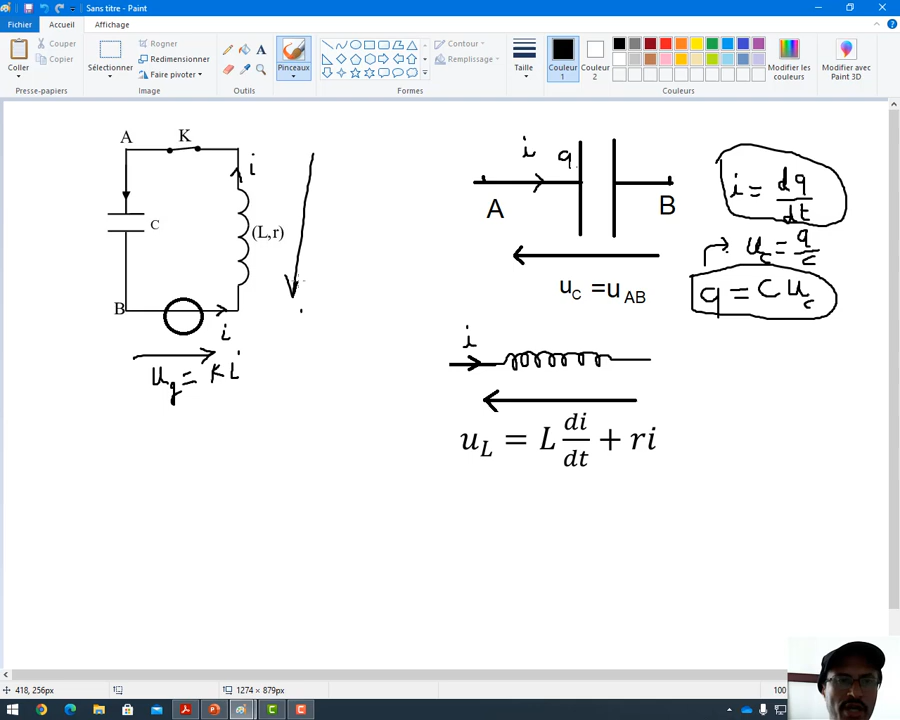 Sans titre - Paint
Fichier
Accueil
Affichage
Coller
Couper
Copier
Presse-papiers
Sélectionner
Rogner
Redimensionner
Faire pivoter
Image
Outils
Pinceaux
Contour
Remplissage
Formes
Taille
Couleur
1
Couleur
2
Modifier les
couleurs
Modifier avec
Paint 3D
Couleurs
A
K
i
C
(L,r)
B
i
u_g = K i
i
q
A
B
u_C = u_AB
i = dq/dt
u_c = q/c
q = C u_c
i
u_L = L di/dt + ri
418, 256px
1274 × 879px
100